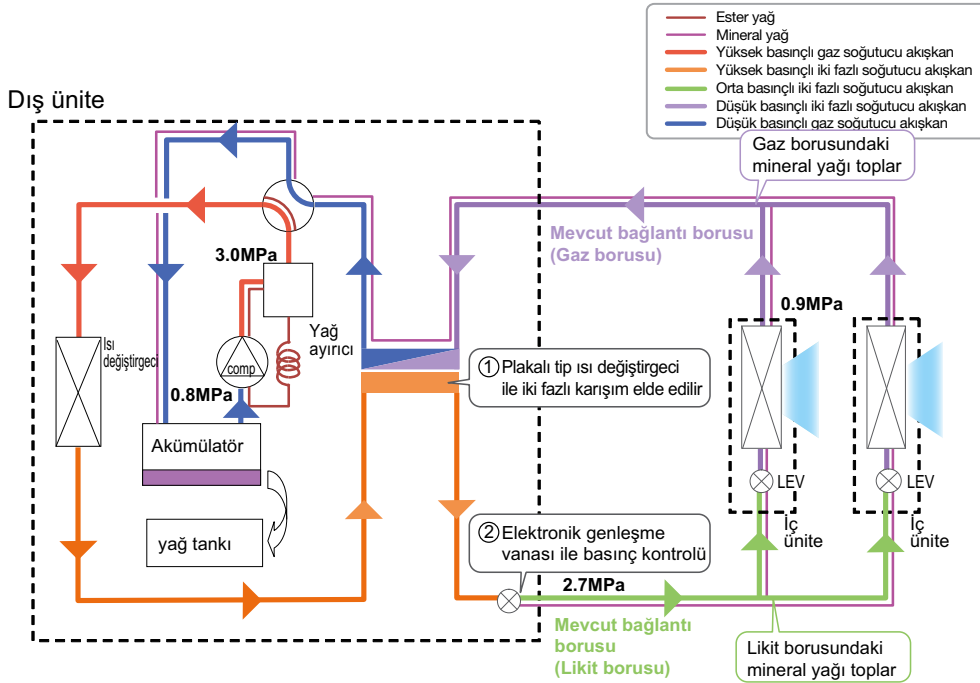 Ester yağ
Mineral yağ
Yüksek basınçlı gaz soğutucu akışkan
Yüksek basınçlı iki fazlı soğutucu akışkan
Orta basınçlı iki fazlı soğutucu akışkan
Düşük basınçlı iki fazlı soğutucu akışkan
Düşük basınçlı gaz soğutucu akışkan
Dış ünite
Gaz borusundaki
mineral yağı toplar
Mevcut bağlantı borusu
(Gaz borusu)
3.0MPa
0.9MPa
Yağ
ayırıcı
Isı
değiştirgeci
comp
① Plakalı tip ısı değiştirgeci
ile iki fazlı karışım elde edilir
0.8MPa
Akümülatör
LEV
LEV
yağ tankı
② Elektronik genleşme
vanası ile basınç kontrolü
İç
ünite
İç
ünite
2.7MPa
Mevcut bağlantı
borusu
(Likit borusu)
Likit borusundaki
mineral yağı toplar